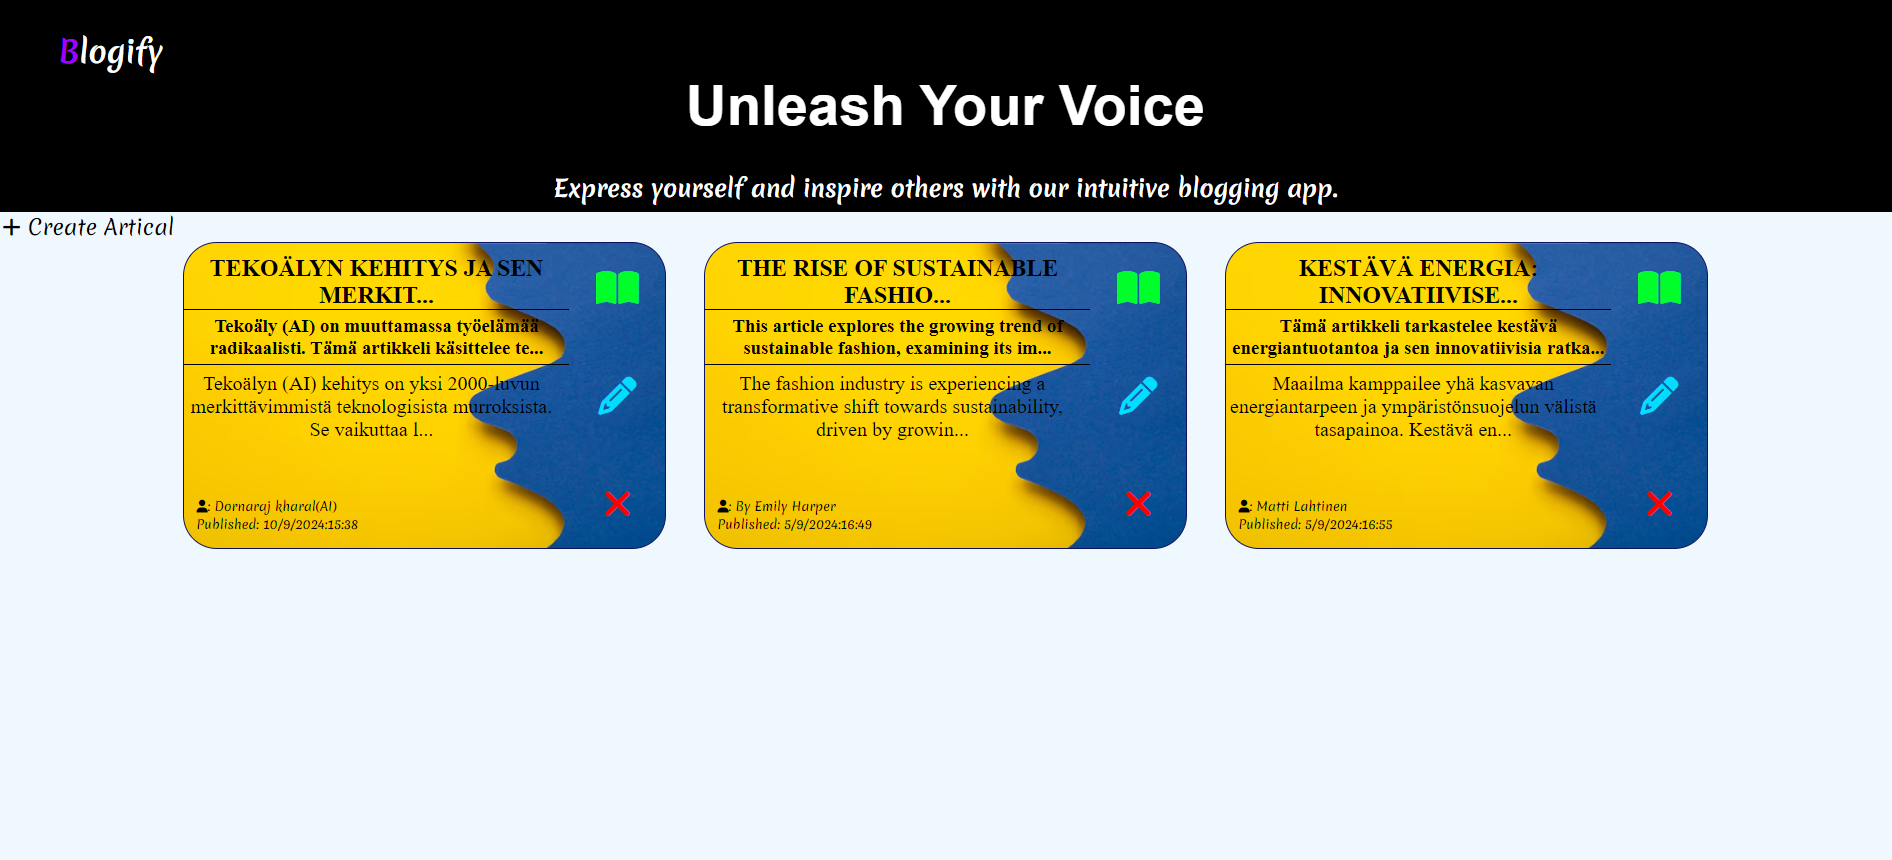 Blogify
Unleash Your Voice
Express yourself and inspire others with our intuitive blogging app.
+ Create Artical
TEKOÄLYN KEHITYS JA SEN
MERKIT...
Tekoäly (AI) on muuttamassa työelämää
radikaalisti. Tämä artikkeli käsittelee te...
Tekoälyn (AI) kehitys on yksi 2000-luvun
merkittävimmistä teknologisista murroksista.
Se vaikuttaa l...
: Dornaraj kharal(AI)
Published: 10/9/2024:15:38
THE RISE OF SUSTAINABLE
FASHIO...
This article explores the growing trend of
sustainable fashion, examining its im...
The fashion industry is experiencing a
transformative shift towards sustainability,
driven by growin...
: By Emily Harper
Published: 5/9/2024:16:49
KESTÄVÄ ENERGIA:
INNOVATIIVISE...
Tämä artikkeli tarkastelee kestävä
energiantuotantoa ja sen innovatiivisia ratka...
Maailma kamppailee yhä kasvavan
energiantarpeen ja ympäristönsuojelun välistä
tasapainoa. Kestävä en...
: Matti Lahtinen
Published: 5/9/2024:16:55